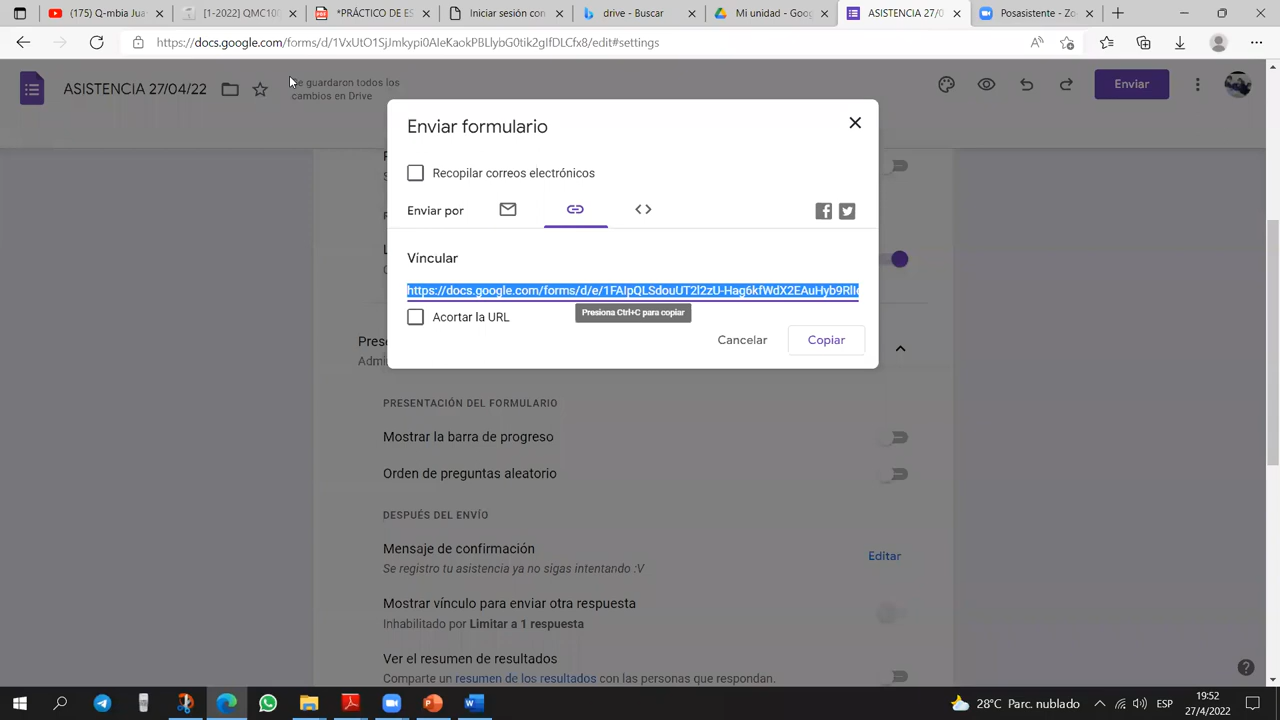 (175) Q-mbia Jua
[1-2022] QMC10
*PRÁCTICO DE ES
Iniciar sesión con
drive - Buscar
Mi unidad - Goog
ASISTENCIA 27/0
Posasistente - Zo
https://docs.google.com/forms/d/1VxUtO1SjJmkypi0AIeKaokPBLlybG0tik2gIfDLCfx8/edit#settings
ASISTENCIA 27/04/22
Se guardaron todos los
cambios en Drive
Enviar
Enviar formulario
Recopilar correos electrónicos
Enviar por
Vincular
https://docs.google.com/forms/d/e/1FAIpQLSdouUT2l2zU-Hag6kfWdX2EAuHyb9RlI
Presiona Ctrl+C para copiar
Acortar la URL
Cancelar
Copiar
Prese
Admi
PRESENTACIÓN DEL FORMULARIO
Mostrar la barra de progreso
Orden de preguntas aleatorio
DESPUÉS DEL ENVÍO
Mensaje de confirmación
Editar
Se registro tu asistencia ya no sigas intentando :V
Mostrar vínculo para enviar otra respuesta
Inhabilitado por Limitar a 1 respuesta
Ver el resumen de resultados
Comparte un resumen de los resultados con las personas que respondan.
28°C Parc. nublado
ESP
19:52
27/4/2022